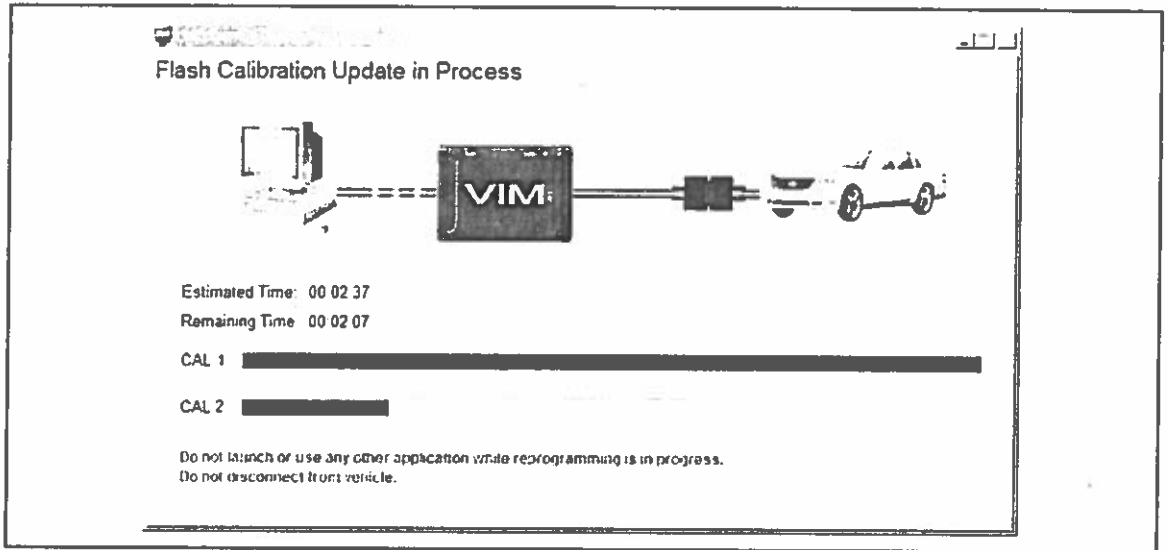 Flash Calibration Update in Process
VIM
Estimated Time: 00 02 37
Remaining Time 00 02 07
CAL 1
CAL 2
Do not launch or use any other application while reprogramming is in progress.
Do not disconnect from vehicle.